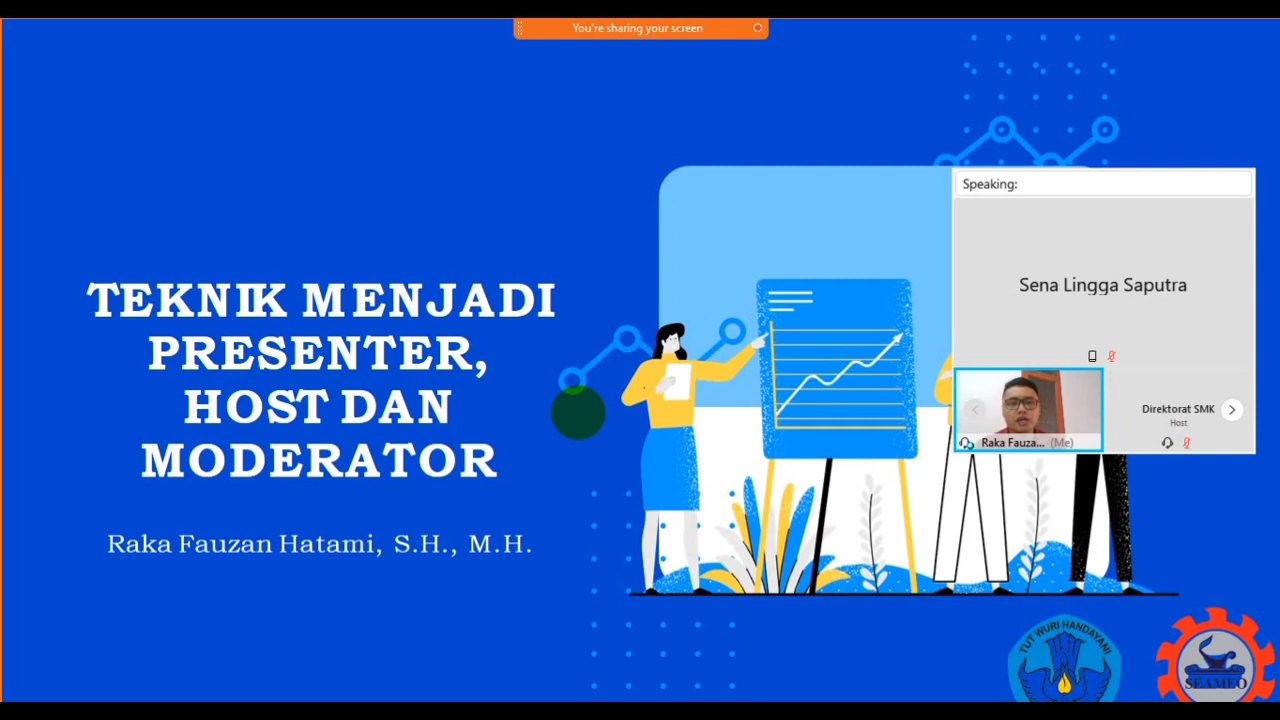 You're sharing your screen
TEKNIK MENJADI
PRESENTER,
HOST DAN
MODERATOR
Raka Fauzan Hatami, S.H., M.H.
Speaking:
Sena Lingga Saputra
Raka Fauza... (Me)
Direktorat SMK
Host
TUT WURI HANDAYANI
SEAMEO